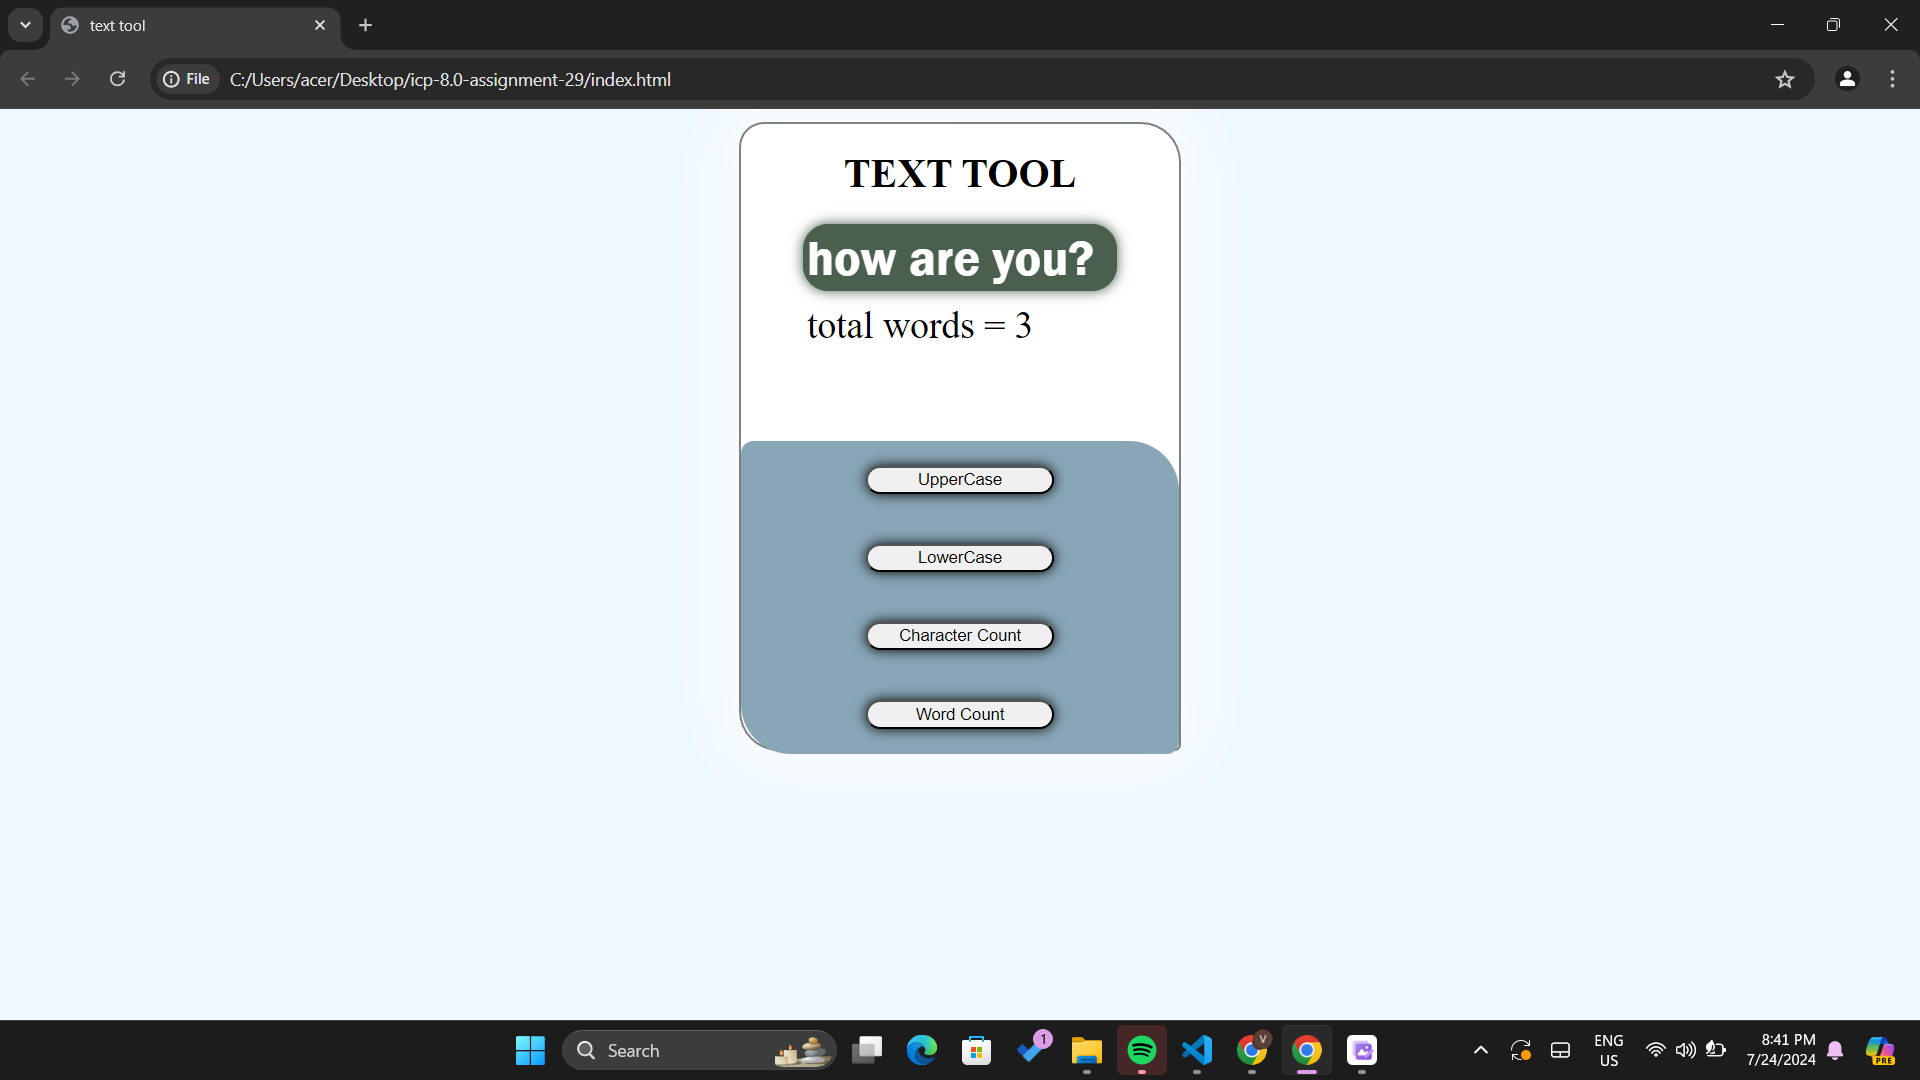 text tool
File C:/Users/acer/Desktop/icp-8.0-assignment-29/index.html
TEXT TOOL
how are you?
total words = 3
UpperCase
LowerCase
Character Count
Word Count
Search
1
V
ENG
US
8:41 PM
7/24/2024
PRE